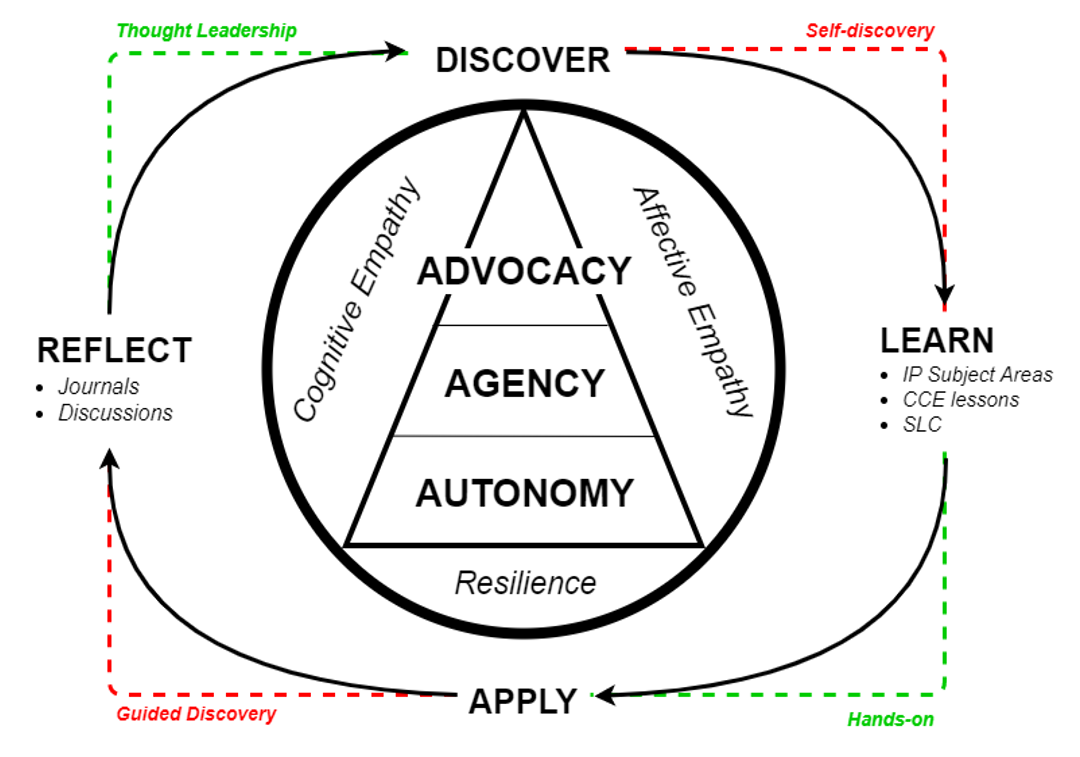 Thought Leadership
Self-discovery
DISCOVER
Cognitive Empathy
Affective Empathy
ADVOCACY
REFLECT
Journals
Discussions
LEARN
IP Subject Areas
CCE lessons
SLC
AGENCY
AUTONOMY
Resilience
APPLY
Guided Discovery
Hands-on